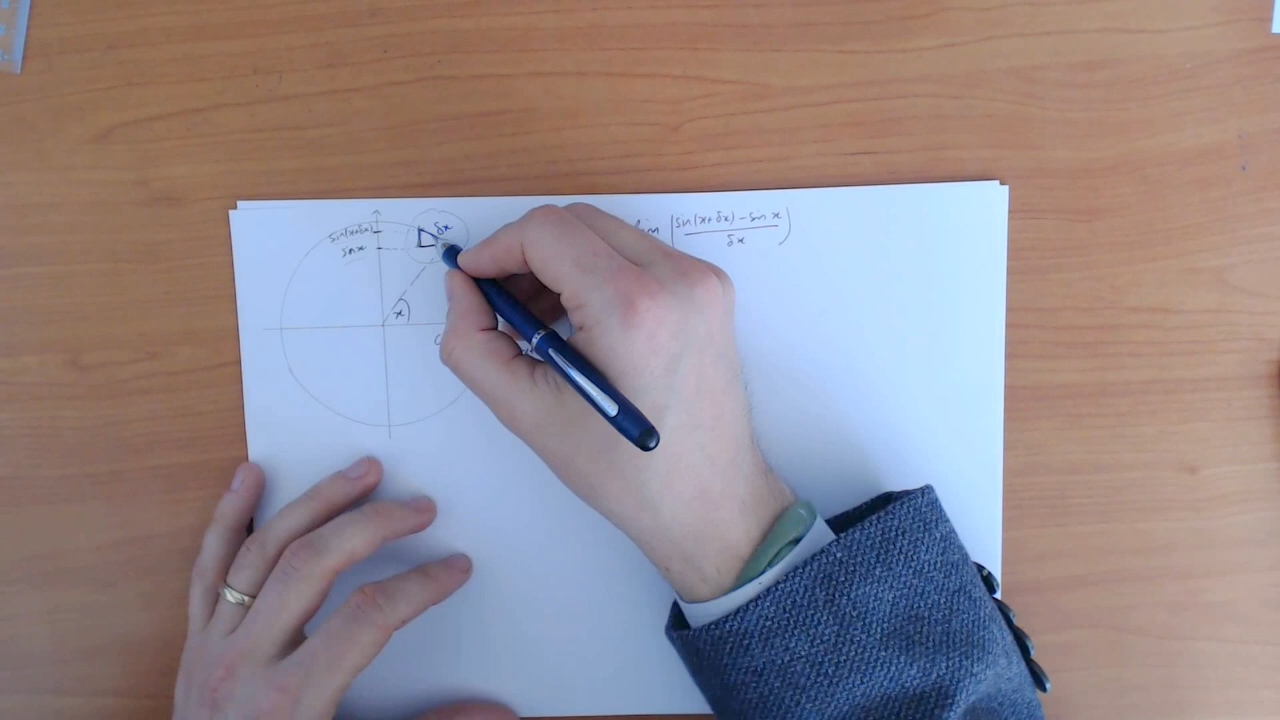 sin(x+δx)
sin x
δx
x
lim (sin(x+δx) - sin x
δx)